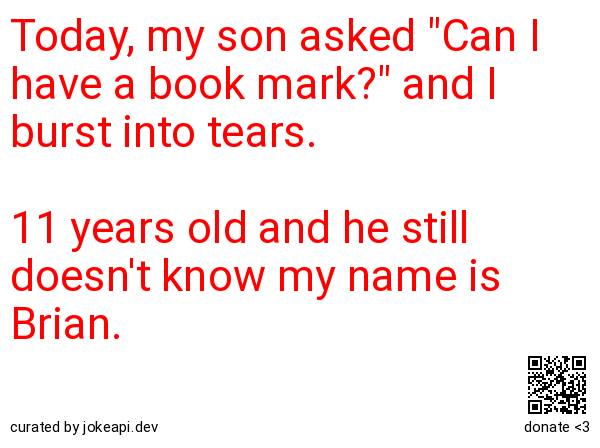 Today, my son asked "Can I
have a book mark?" and I
burst into tears.
11 years old and he still
doesn't know my name is
Brian.
curated by jokeapi.dev
donate <3